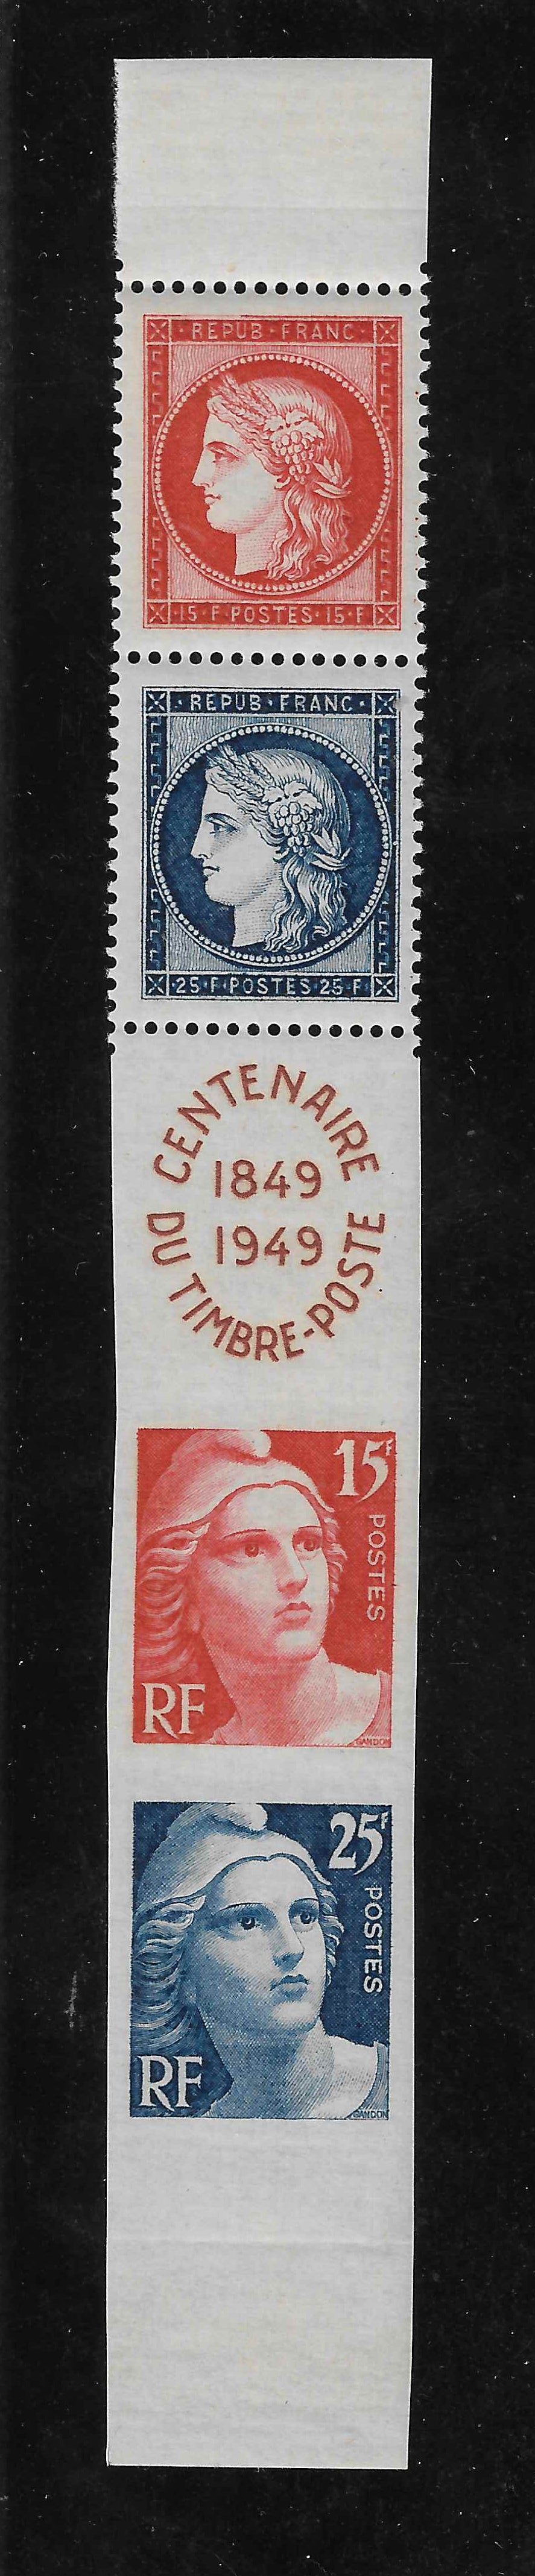 · REPUB · FRANC ·
· 15 · F · POSTES · 15 · F ·
· REPUB · FRANC ·
· 25 · F · POSTES · 25 · F ·
CENTENAIRE
1849
1949
DU TIMBRE-POSTE
15F
POSTES
RF
GANDON
25F
POSTES
RF
GANDON